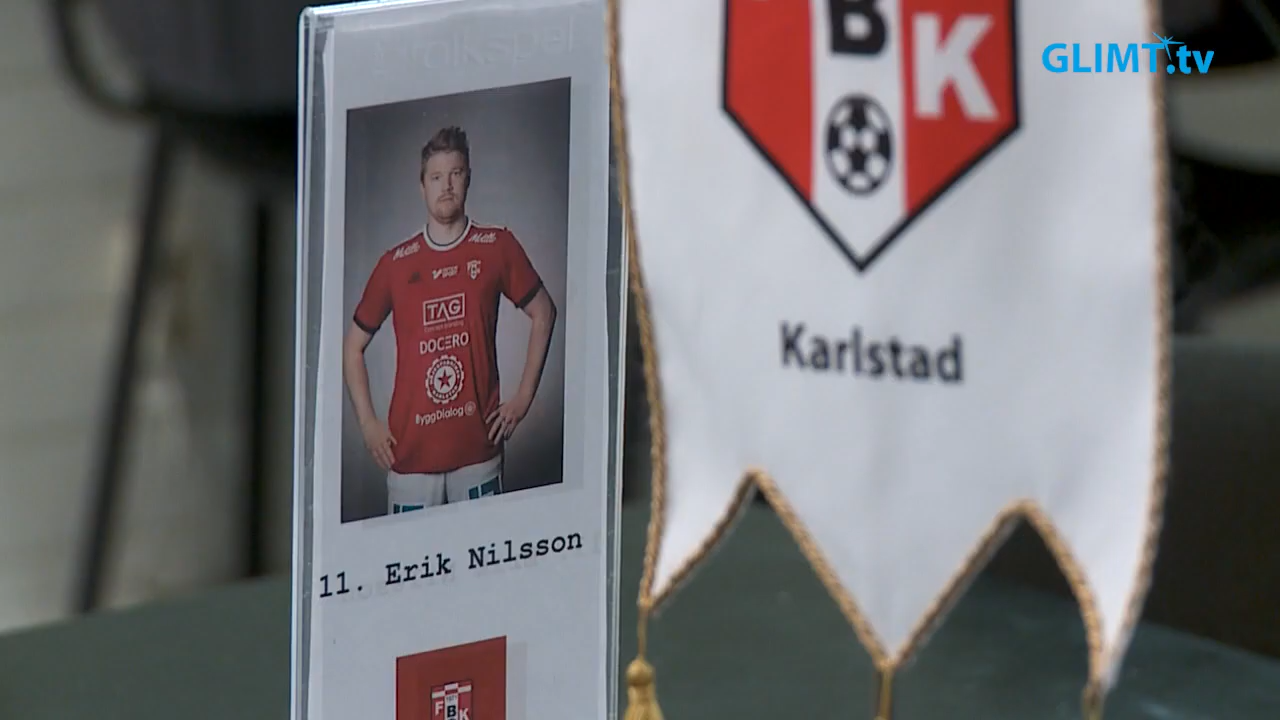 GLIMT.tv
B
K
Karlstad
TAG
DOCERO
ByggDialog
11. Erik Nilsson
F B K